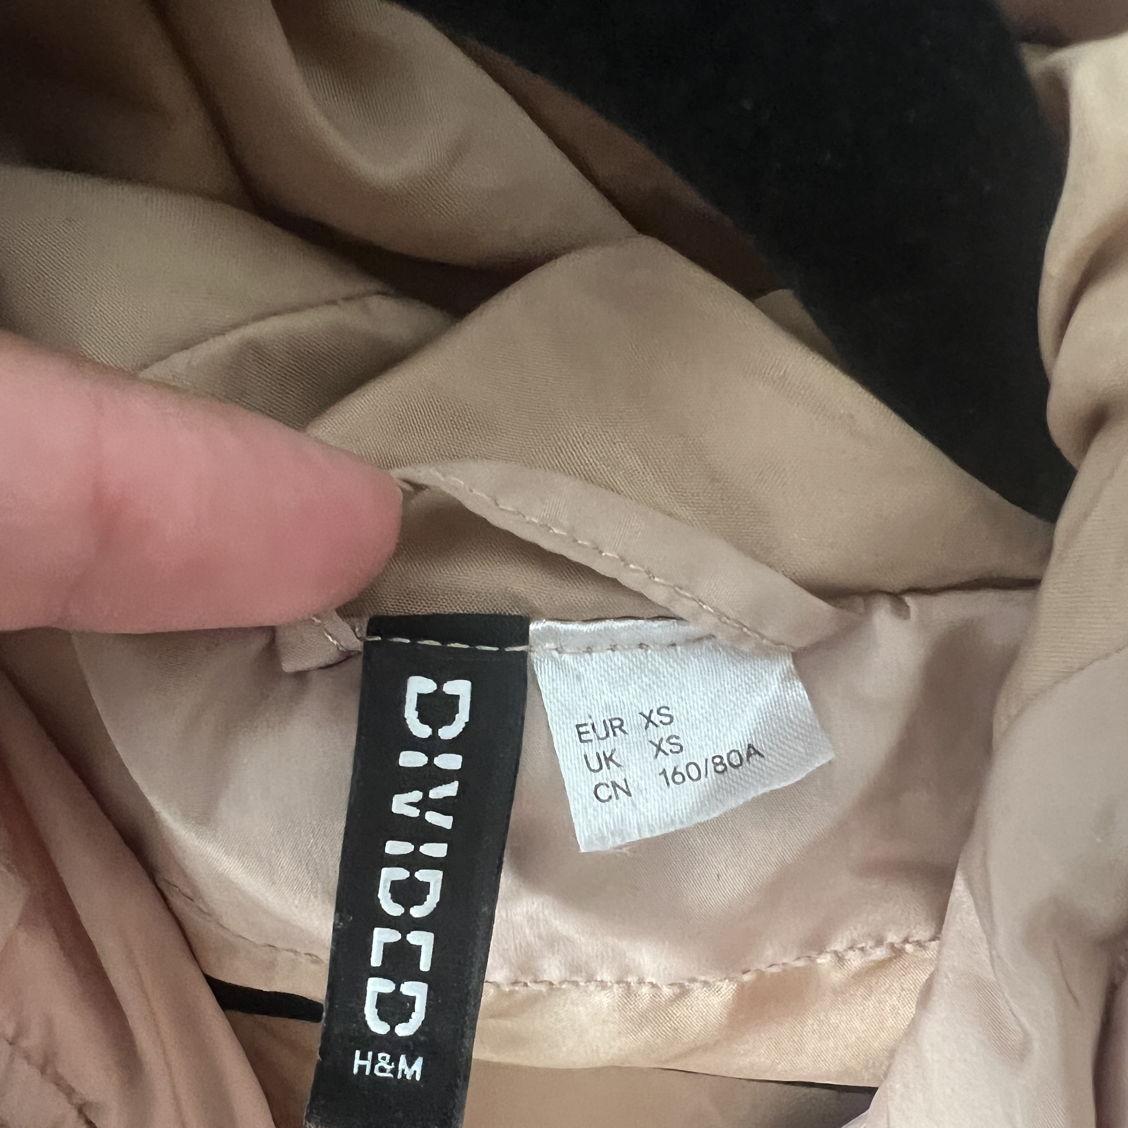 DIVIDED
H&M
EUR XS
UK XS
CN 160/80A